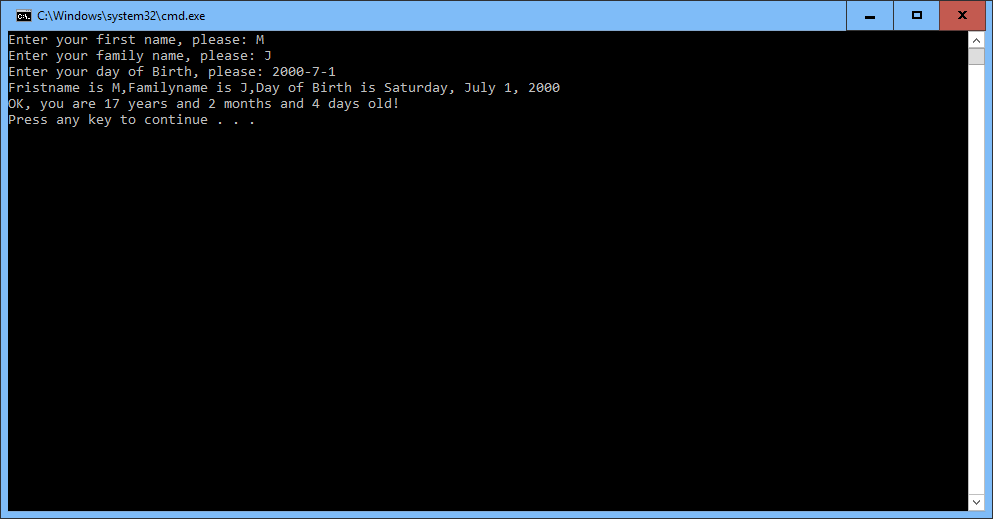 C:\Windows\system32\cmd.exe
Enter your first name, please: M
Enter your family name, please: J
Enter your day of Birth, please: 2000-7-1
Fristname is M,Familyname is J,Day of Birth is Saturday, July 1, 2000
OK, you are 17 years and 2 months and 4 days old!
Press any key to continue . . .